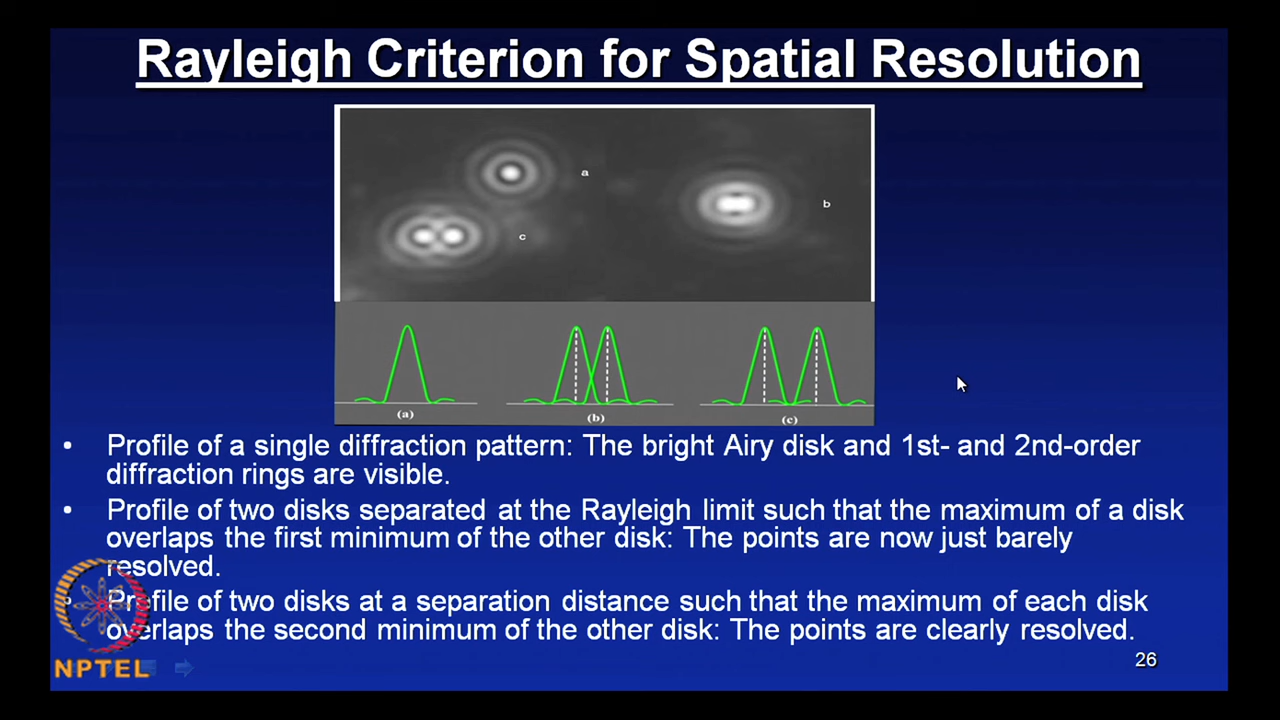 Rayleigh Criterion for Spatial Resolution
a
b
c
(a)
(b)
(c)
• Profile of a single diffraction pattern: The bright Airy disk and 1st- and 2nd-order
diffraction rings are visible.
• Profile of two disks separated at the Rayleigh limit such that the maximum of a disk
overlaps the first minimum of the other disk: The points are now just barely
resolved.
Profile of two disks at a separation distance such that the maximum of each disk
overlaps the second minimum of the other disk: The points are clearly resolved.
26
NPTEL